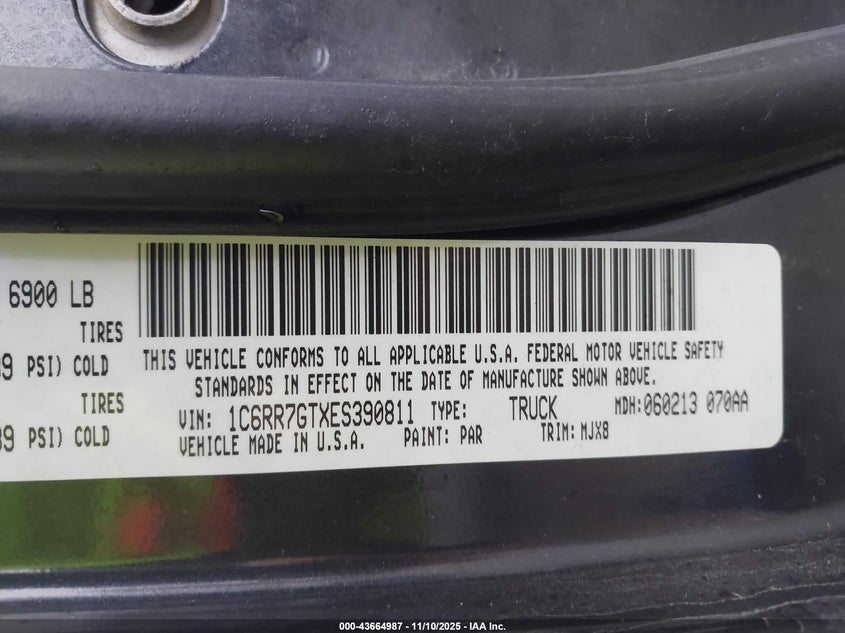 6900 LB
TIRES
39 PSI) COLD
TIRES
39 PSI) COLD
THIS VEHICLE CONFORMS TO ALL APPLICABLE U.S.A. FEDERAL MOTOR VEHICLE SAFETY
STANDARDS IN EFFECT ON THE DATE OF MANUFACTURE SHOWN ABOVE.
VIN: 1C6RR7GTXES390811 TYPE: TRUCK MDH:060213 070AA
VEHICLE MADE IN U.S.A. PAINT: PAR TRIM: MJX8
000-43664987 - 11/10/2025 - IAA Inc.